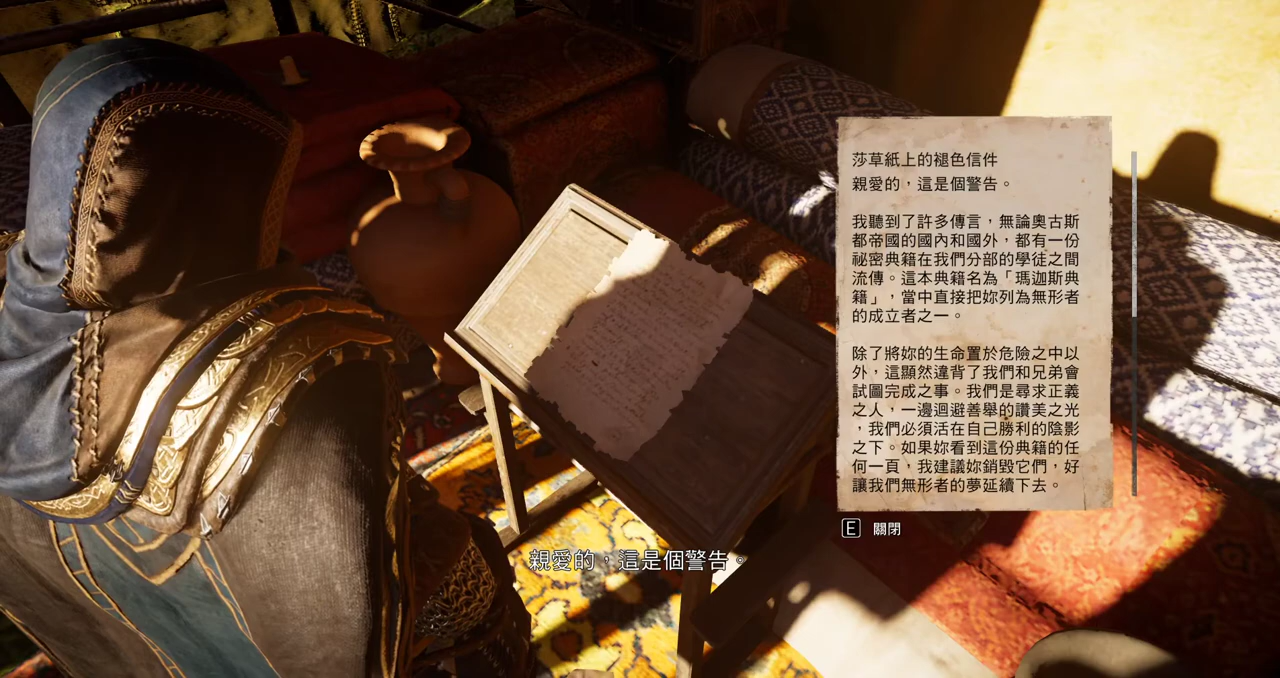 莎草紙上的褪色信件
親愛的，這是個警告。
我聽到了許多傳言，無論奧古斯
都帝國的國內和國外，都有一份
祕密典籍在我們分部的學徒之間
流傳。這本典籍名為「瑪迦斯典
籍」，當中直接把妳列為無形者
的成立者之一。
除了將妳的生命置於危險之中以
外，這顯然違背了我們和兄弟會
試圖完成之事。我們是尋求正義
之人，一邊迴避善舉的讚美之光
，我們必須活在自己勝利的陰影
之下。如果妳看到這份典籍的任
何一頁，我建議妳銷毀它們，好
讓我們無形者的夢延續下去。
E 關閉
親愛的，這是個警告。